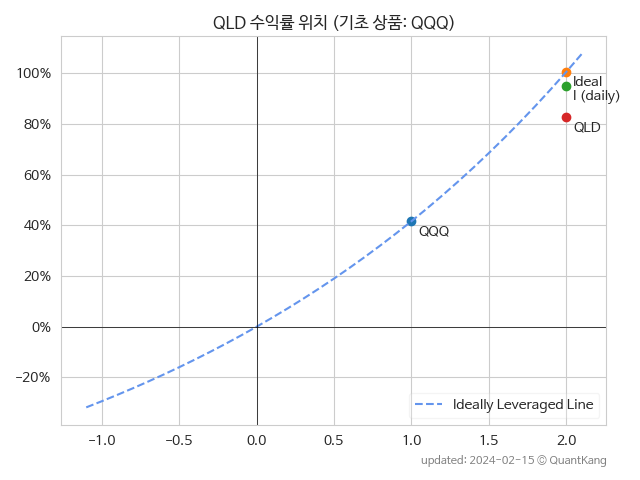 QLD 수익률 위치 (기초 상품: QQQ)
100%
80%
60%
40%
20%
0%
−20%
Ideal
I (daily)
QLD
QQQ
Ideally Leveraged Line
−1.0 −0.5 0.0 0.5 1.0 1.5 2.0
updated: 2024-02-15 © QuantKang